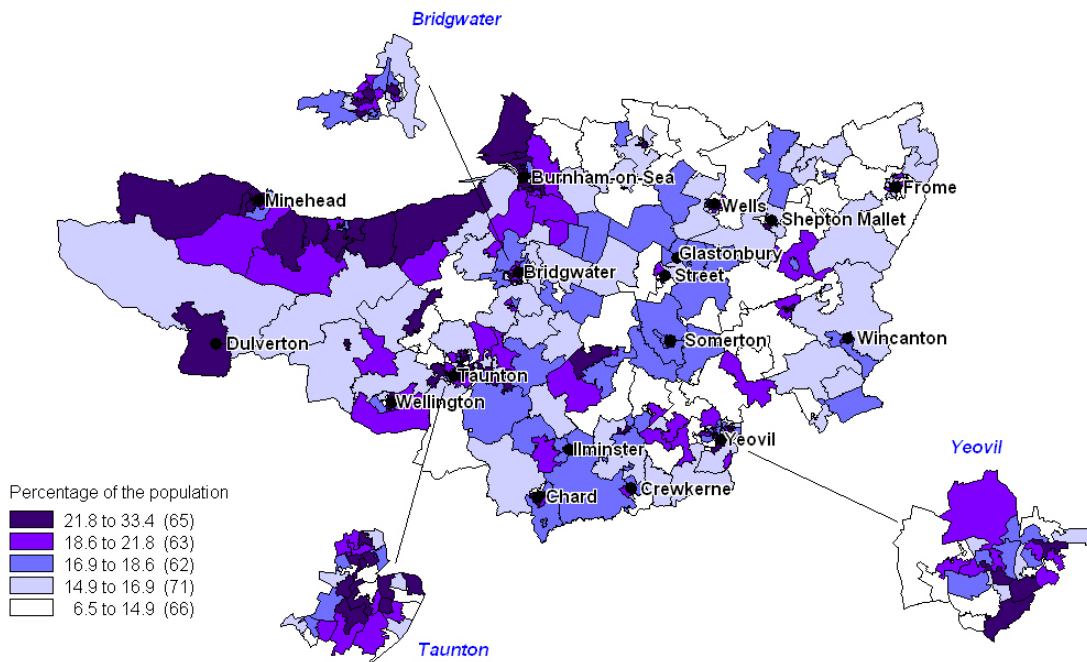 Bridgwater
Burnham-on-Sea
Minehead
Frome
Wells
Shepton Mallet
Glastonbury
Street
Bridgwater
Somerton
Wincanton
Dulverton
Taunton
Wellington
Yeovil
Ilminster
Yeovil
Crewkerne
Chard
Percentage of the population
21.8 to 33.4 (65)
18.6 to 21.8 (63)
16.9 to 18.6 (62)
14.9 to 16.9 (71)
6.5 to 14.9 (66)
Taunton